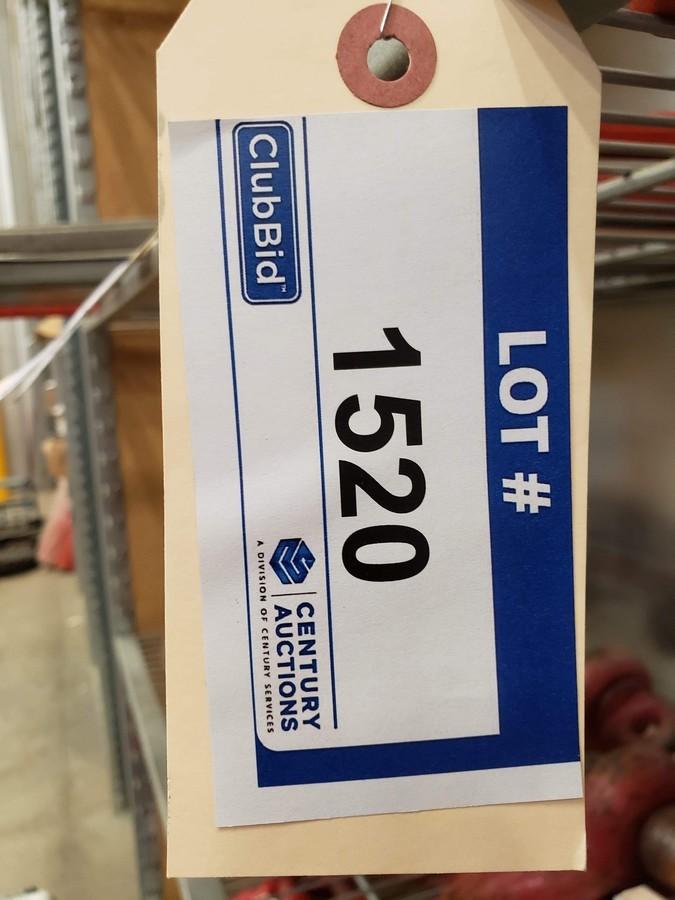 LOT #
1520
ClubBid™
CENTURY
AUCTIONS
A DIVISION OF CENTURY SERVICES